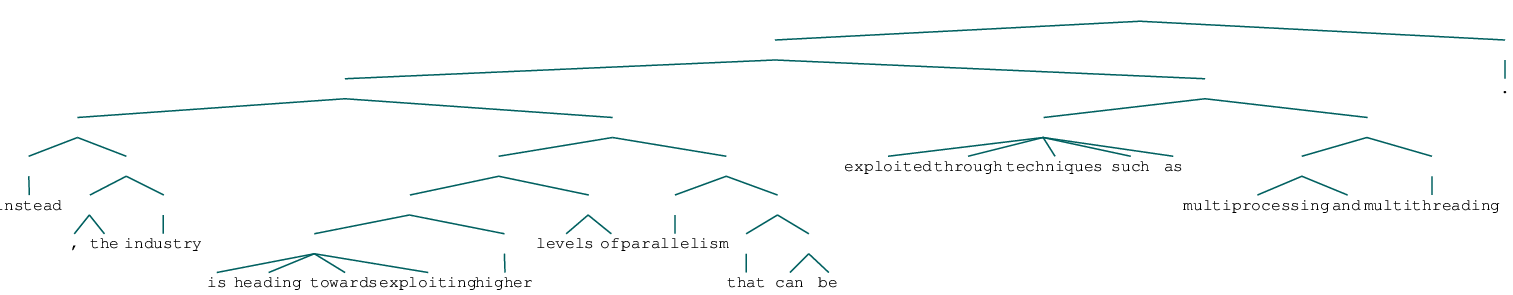 instead
, the industry
is heading towards exploiting higher
levels of parallelism
that can be
exploited through techniques such as
multiprocessing and multithreading
.